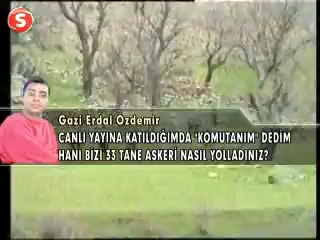 S
Gazi Erdal Özdemir
CANLI YAYINA KATILDIĞIMDA "KOMUTANIM" DEDİM
HANI BİZİ 33 TANE ASKERİ NASIL YOLLADINIZ?